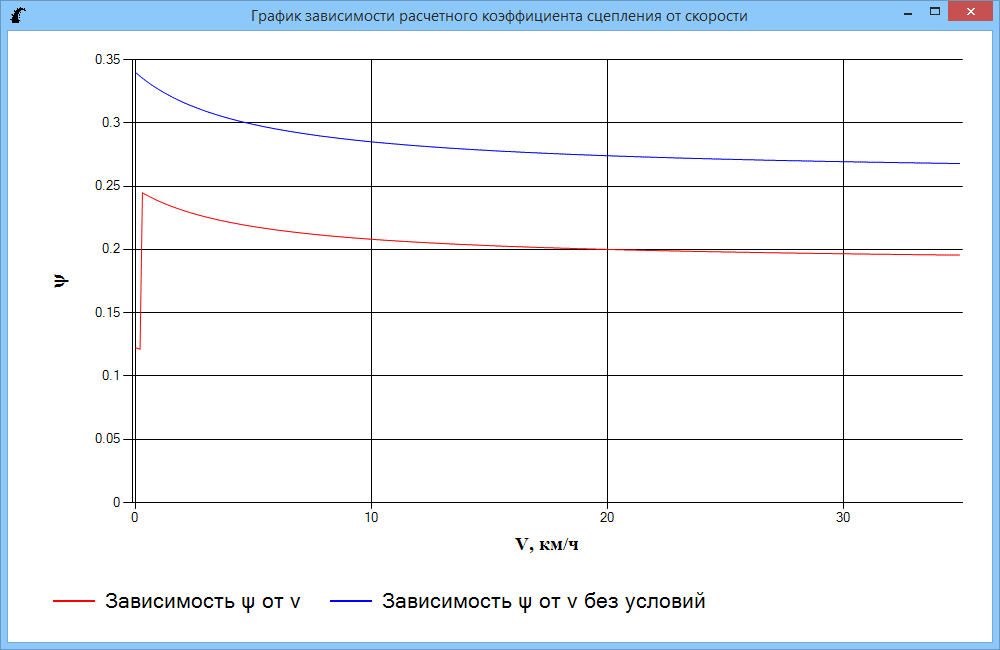 График зависимости расчетного коэффициента сцепления от скорости
0.35
0.3
0.25
0.2
0.15
0.1
0.05
0
ψ
0 10 20 30
V, км/ч
Зависимость ψ от v Зависимость ψ от v без условий